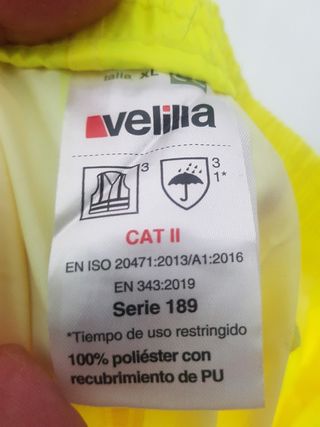 talla XL
velilla
3
3
1*
CAT II
EN ISO 20471:2013/A1:2016
EN 343:2019
Serie 189
*Tiempo de uso restringido
100% poliéster con
recubrimiento de PU